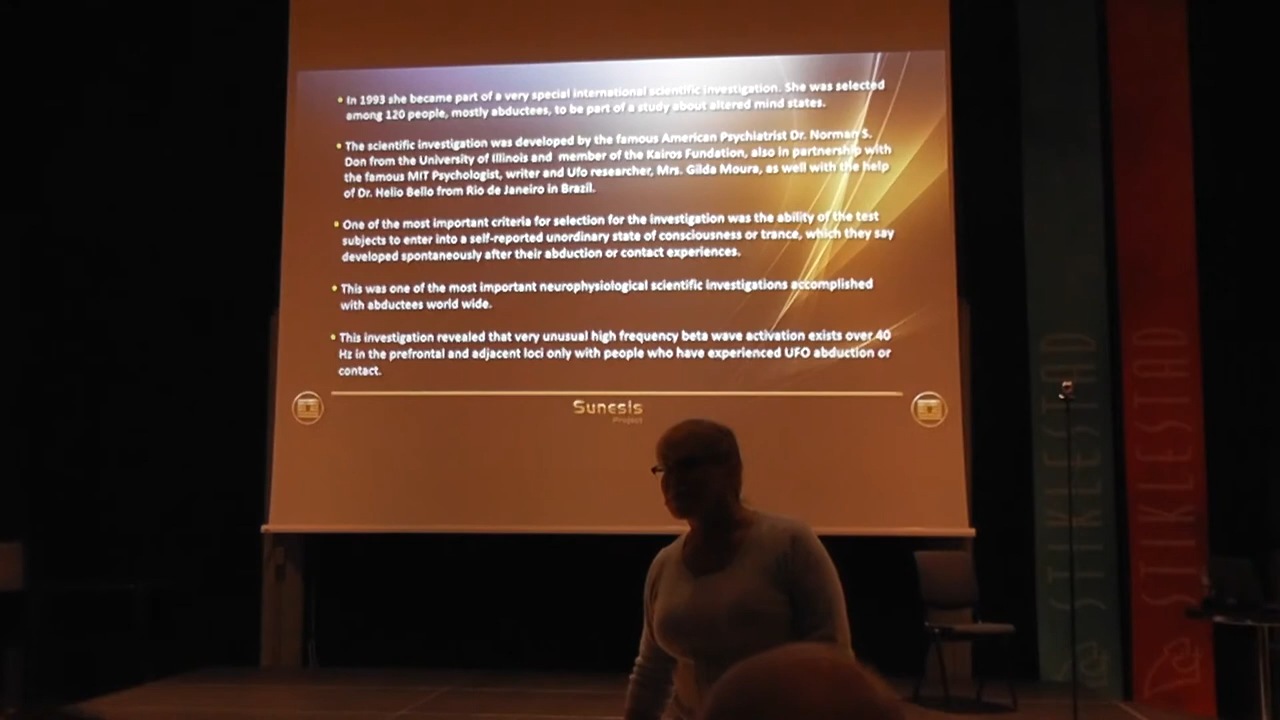 • In 1993 she became part of a very special international scientific investigation. She was selected
among 120 people, mostly abductees, to be part of a study about altered mind states.
• The scientific investigation was developed by the famous American Psychiatrist Dr. Norman S.
Don from the University of Illinois and member of the Kairos Fundation, also in partnership with
the famous MIT Psychologist, writer and Ufo researcher, Mrs. Gilda Moura, as well with the help
of Dr. Helio Bello from Rio de Janeiro in Brazil.
• One of the most important criteria for selection for the investigation was the ability of the test
subjects to enter into a self-reported unordinary state of consciousness or trance, which they say
developed spontaneously after their abduction or contact experiences.
• This was one of the most important neurophysiological scientific investigations accomplished
with abductees world wide.
• This investigation revealed that very unusual high frequency beta wave activation exists over 40
Hz in the prefrontal and adjacent loci only with people who have experienced UFO abduction or
contact.
Sunesis
Project
STIKLESTAD
STIKLESTAD